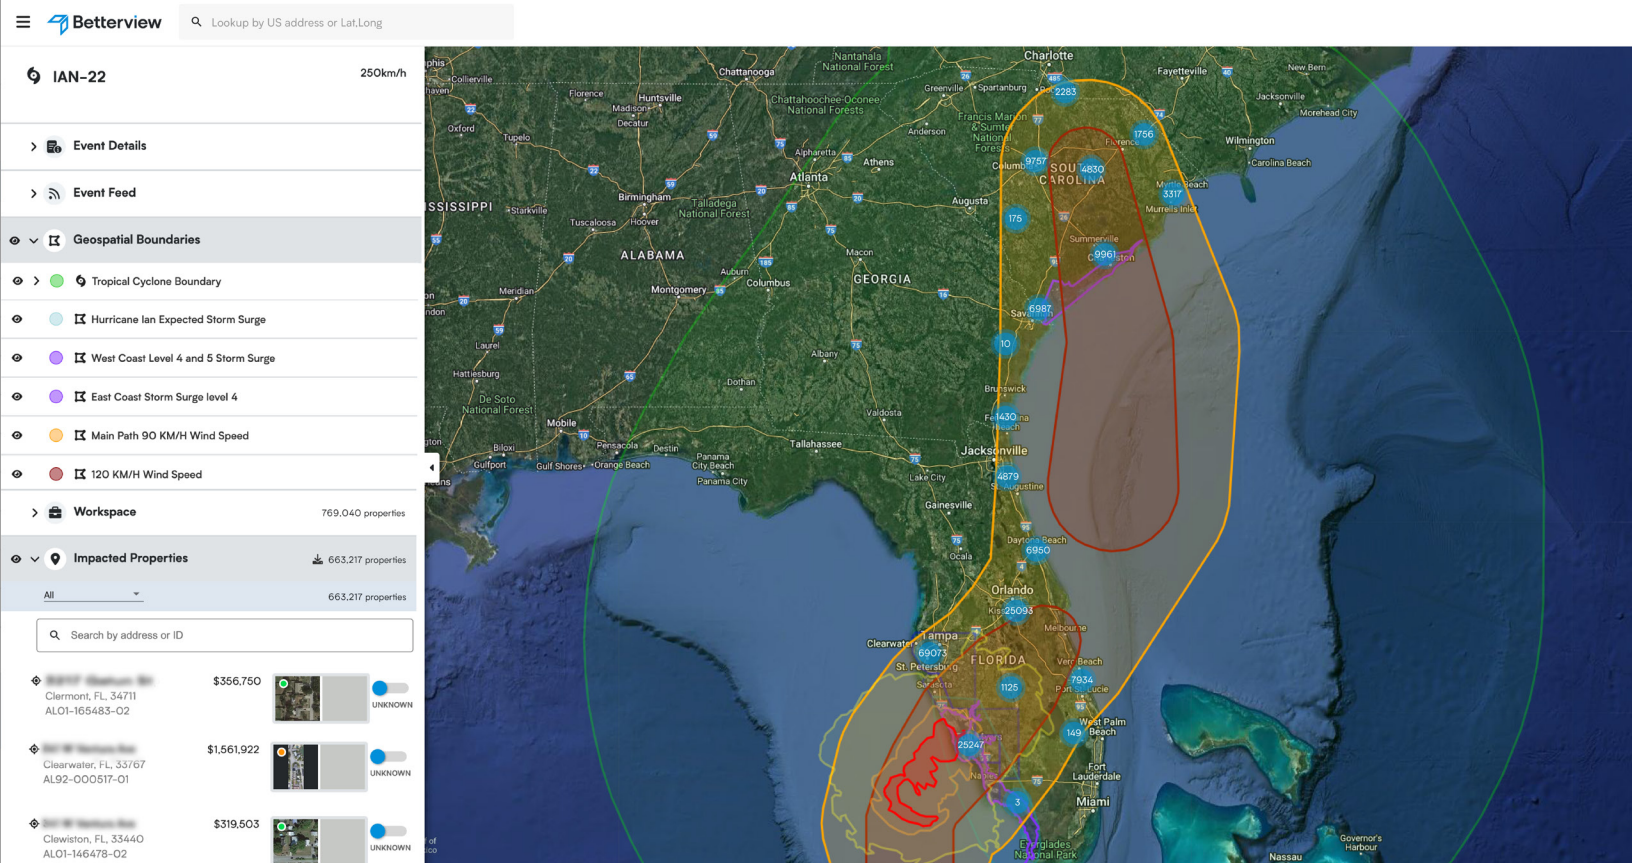 Betterview
Lookup by US address or Lat,Long
IAN-22
250km/h
Event Details
Event Feed
Geospatial Boundaries
Tropical Cyclone Boundary
Hurricane Ian Expected Storm Surge
West Coast Level 4 and 5 Storm Surge
East Coast Storm Surge level 4
Main Path 90 KM/H Wind Speed
120 KM/H Wind Speed
Workspace
769,040 properties
Impacted Properties
663,217 properties
All
663,217 properties
Search by address or ID
$356,750
Clermont, FL, 34711
AL01-165483-02
UNKNOWN
$1,561,922
Clearwater, FL, 33767
AL92-000517-01
UNKNOWN
$319,503
Clewiston, FL, 33440
AL01-146478-02
UNKNOWN
Nantahala
National Forest
Charlotte
Collierville
Chattanooga
Fayetteville
New Bern
Florence
Huntsville
Greenville
Spartanburg
2283
Jacksonville
Morehead City
Madison
Decatur
Chattahoochee-Oconee
National Forests
Francis Marion
& Sumter
National
Forests
Oxford
Tupelo
Anderson
1756
Florence
Wilmington
Carolina Beach
Alpharetta
Athens
9757
4830
SOUTH
CAROLINA
Atlanta
Myrtle Beach
3317
Murrells Inlet
Birmingham
Talladega
National Forest
Augusta
MISSISSIPPI
Starkville
Tuscaloosa
Hoover
175
Summerville
9961
Macon
ALABAMA
Auburn
Columbus
GEORGIA
Meridian
Montgomery
6987
Savannah
10
Laurel
Albany
Hattiesburg
Dothan
Brunswick
De Soto
National Forest
Valdosta
1430
Mobile
Tallahassee
Jacksonville
Biloxi
Gulfport
Gulf Shores
Pensacola
Orange Beach
Destin
Panama
City Beach
Panama City
Lake City
4879
St. Augustine
Gainesville
Daytona Beach
6950
Ocala
Orlando
25093
Melbourne
Clearwater
Tampa
69073
St. Petersburg
FLORIDA
Vero Beach
Sarasota
1125
7934
Port St. Lucie
West Palm
Beach
149
25247
Naples
Fort
Lauderdale
3
Miami
Everglades
National Park
Governor's
Harbour
Nassau